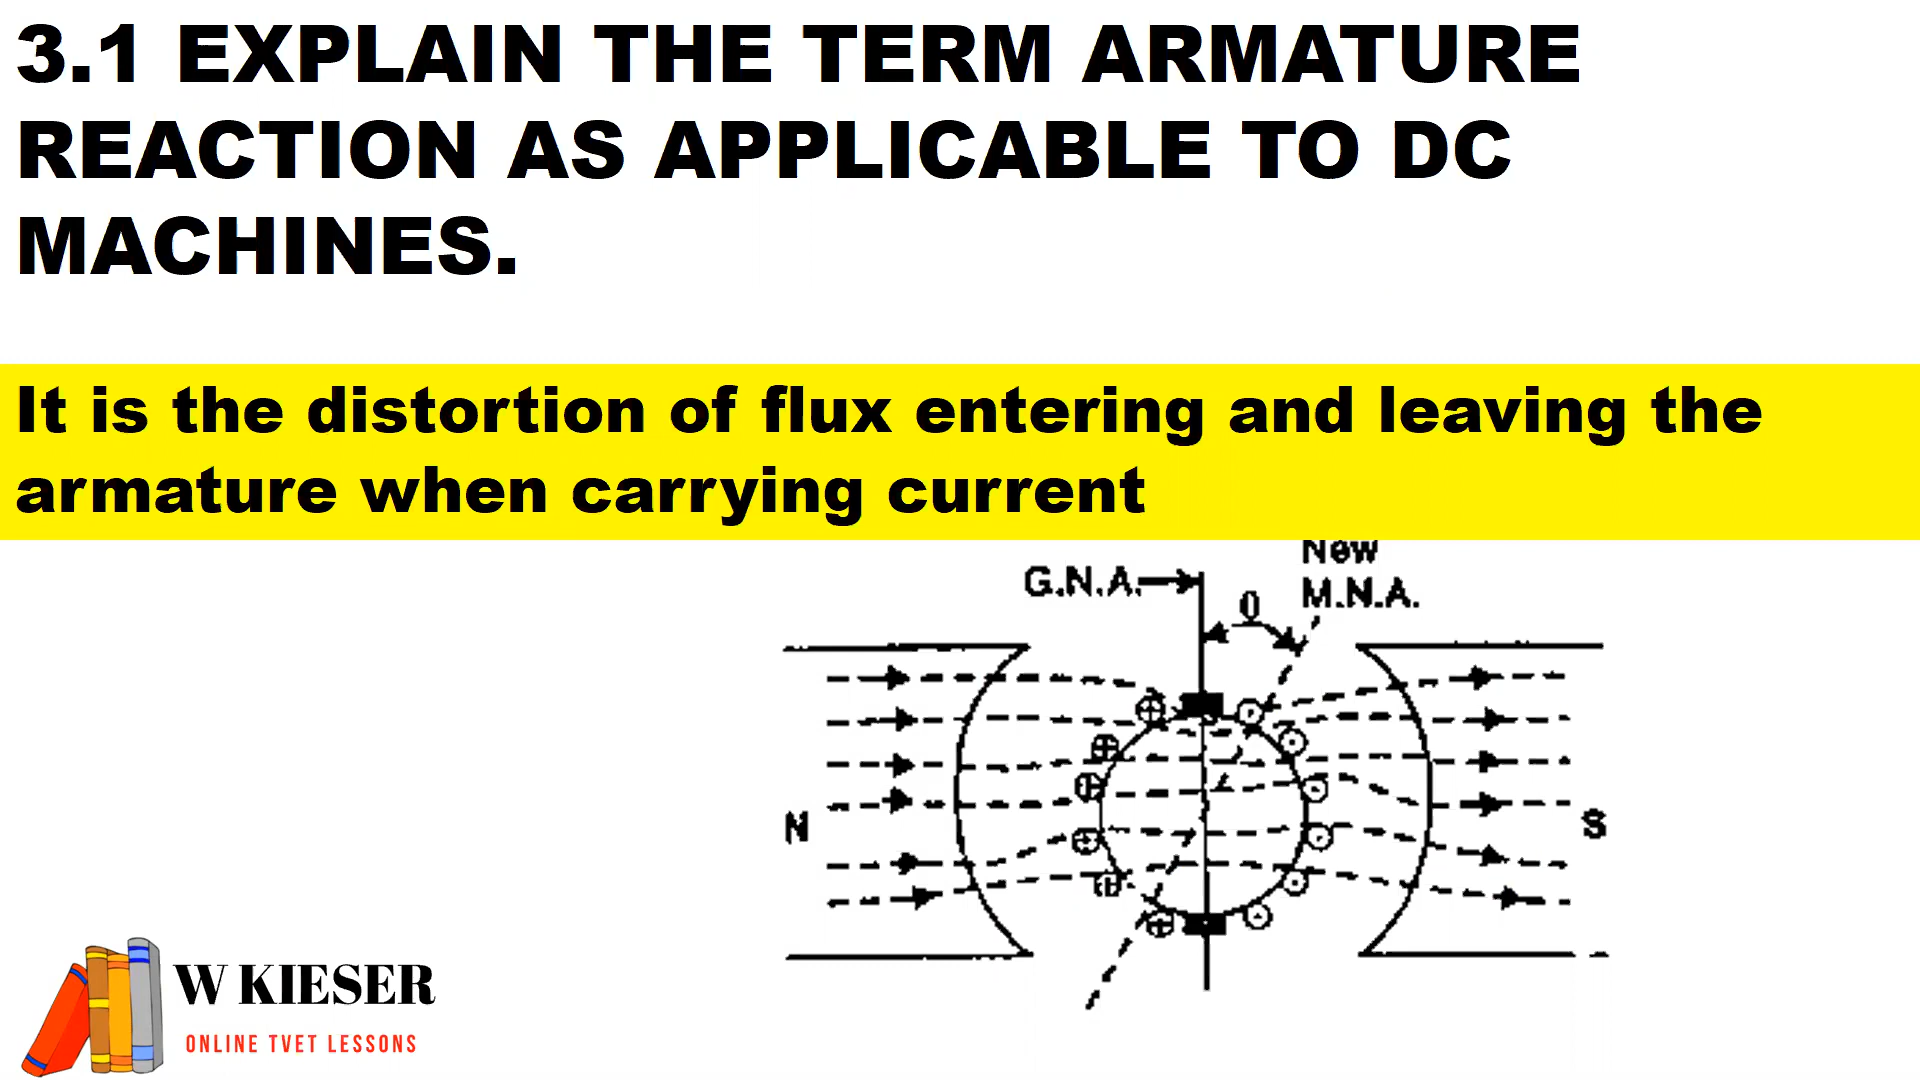 3.1 EXPLAIN THE TERM ARMATURE
REACTION AS APPLICABLE TO DC
MACHINES.
It is the distortion of flux entering and leaving the
armature when carrying current
New
G.N.A.
M.N.A.
θ
N
S
W KIESER
ONLINE TVET LESSONS